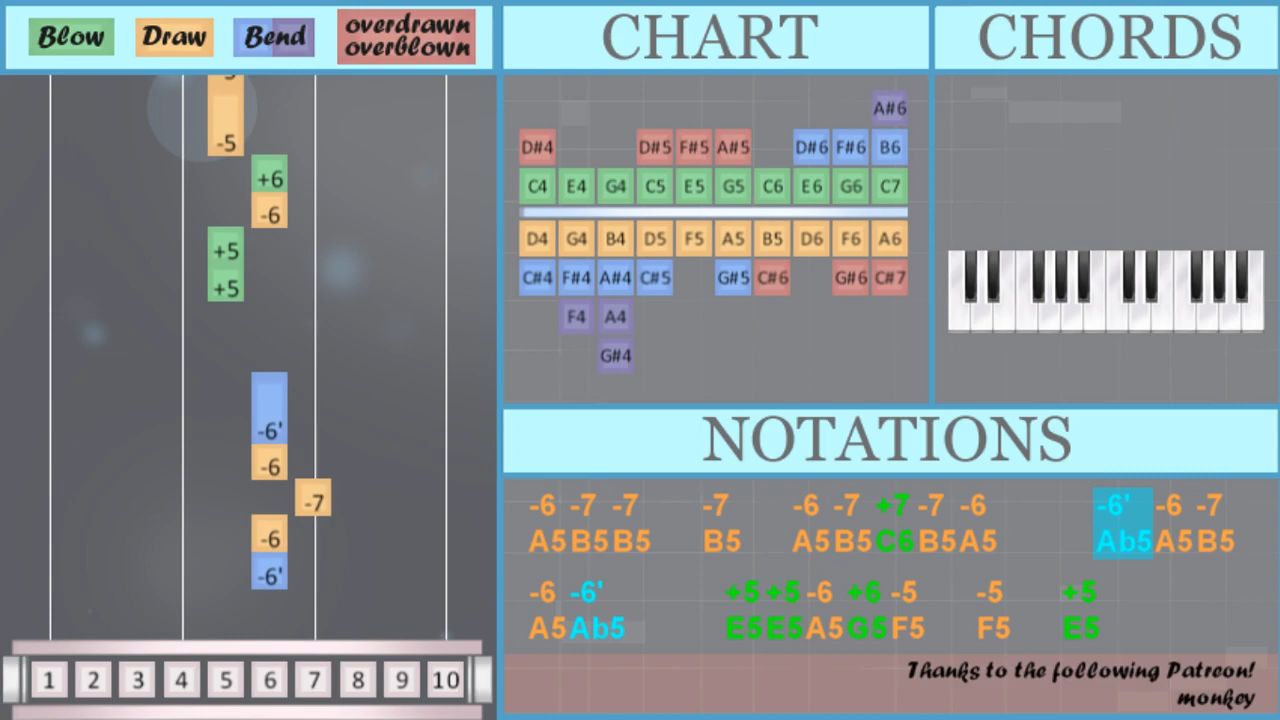 Blow Draw Bend overdrawn
overblown
CHART
CHORDS
-5
+6
-6
+5
+5
-6'
-6
-7
-6
-6'
1 2 3 4 5 6 7 8 9 10
A#6
D#4 D#5 F#5 A#5 D#6 F#6 B6
C4 E4 G4 C5 E5 G5 C6 E6 G6 C7
D4 G4 B4 D5 F5 A5 B5 D6 F6 A6
C#4 F#4 A#4 C#5 G#5 C#6 G#6 C#7
F4 A4
G#4
NOTATIONS
-6 -7 -7 -7 -6 -7 +7 -7 -6 -6' -6 -7
A5 B5 B5 B5 A5 B5 C6 B5 A5 Ab5 A5 B5
-6 -6' +5 +5 -6 +6 -5 -5 +5
A5 Ab5 E5 E5 A5 G5 F5 F5 E5
Thanks to the following Patreon!
monkey